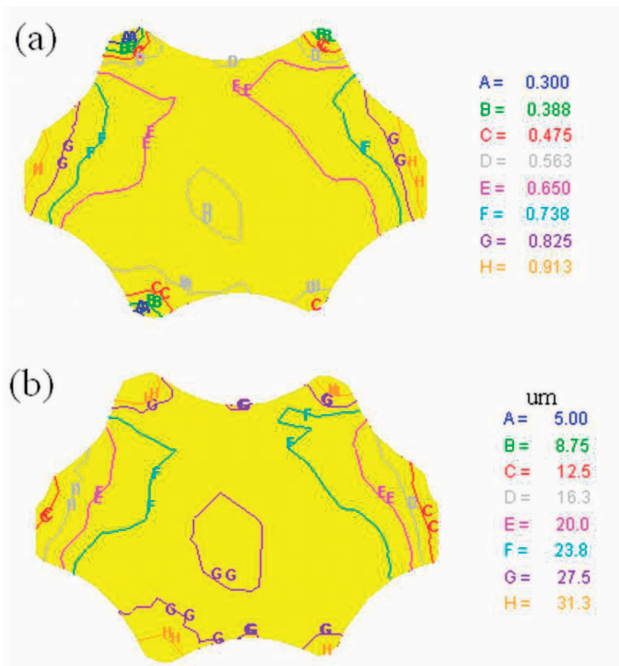 (a)
A = 0.300
B = 0.388
C = 0.475
D = 0.563
E = 0.650
F = 0.738
G = 0.825
H = 0.913
(b)
um
A = 5.00
B = 8.75
C = 12.5
D = 16.3
E = 20.0
F = 23.8
G = 27.5
H = 31.3